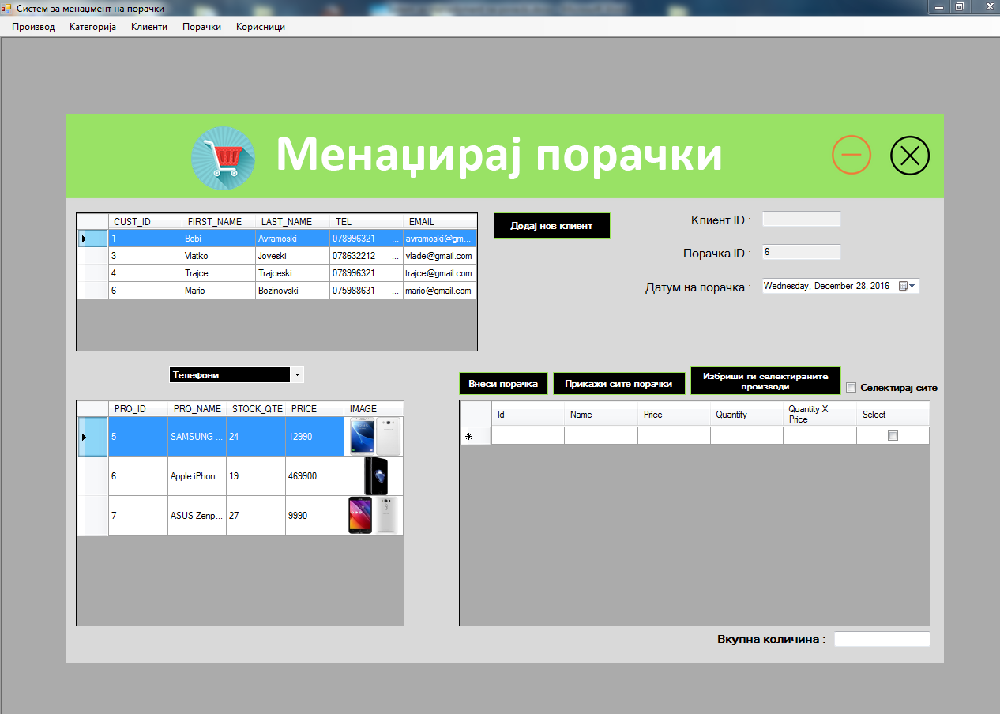 Систем за менаџмент на порачки
Производ Категорија Клиенти Порачки Корисници
Менаџирај порачки
CUST_ID FIRST_NAME LAST_NAME TEL EMAIL
1 Bobi Avramoski 078996321 ... avramoski@gm...
3 Vlatko Joveski 078632212 ... vlade@gmail.com
4 Trajce Trajceski 078996321 ... trajce@gmail.com
6 Mario Bozinovski 075988631 ... mario@gmail.com
Додај нов клиент
Клиент ID :
Порачка ID : 6
Датум на порачка : Wednesday, December 28, 2016
Телефони
PRO_ID PRO_NAME STOCK_QTE PRICE IMAGE
5 SAMSUNG ... 24 12990
6 Apple iPhon... 19 469900
7 ASUS Zenp... 27 9990
Внеси порачка
Прикажи сите порачки
Избриши ги селектираните
производи
Селектирај сите
Id Name Price Quantity Quantity X
Price Select
Вкупна количина :